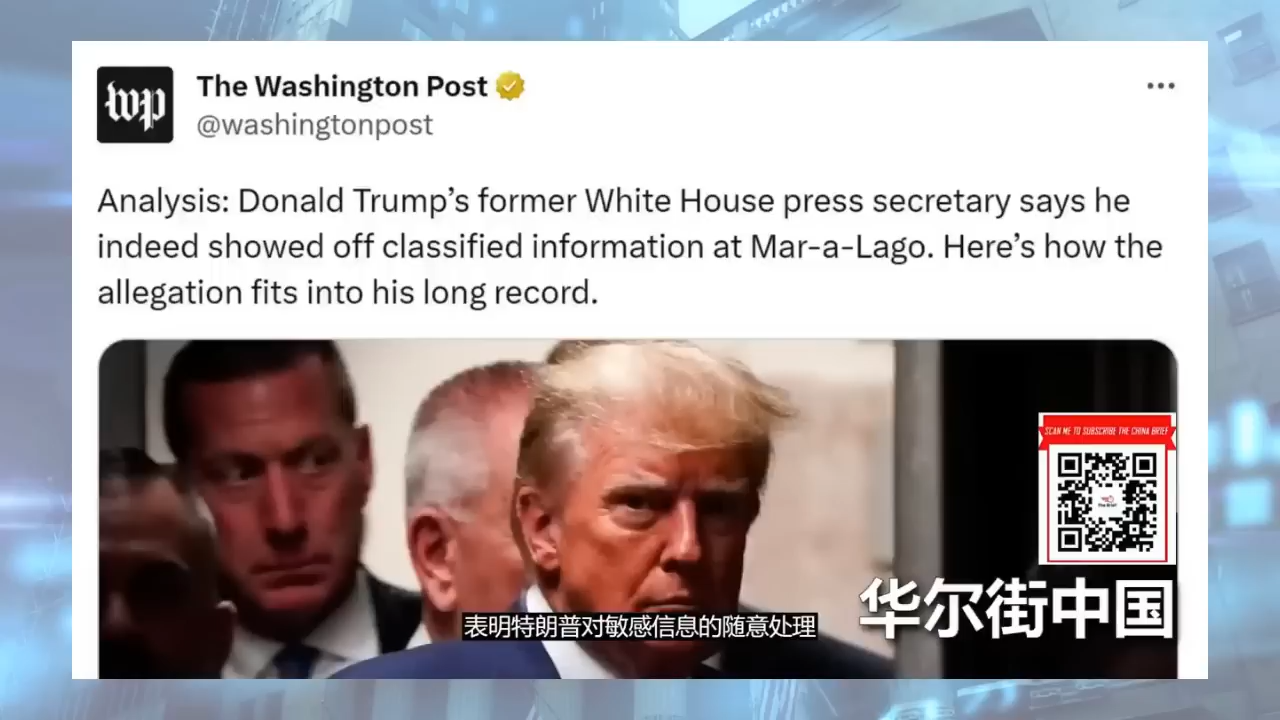 wp
The Washington Post
@washingtonpost
Analysis: Donald Trump’s former White House press secretary says he
indeed showed off classified information at Mar-a-Lago. Here’s how the
allegation fits into his long record.
SCAN ME TO SUBSCRIBE THE CHINA BRIEF
华尔街中国
表明特朗普对敏感信息的随意处理